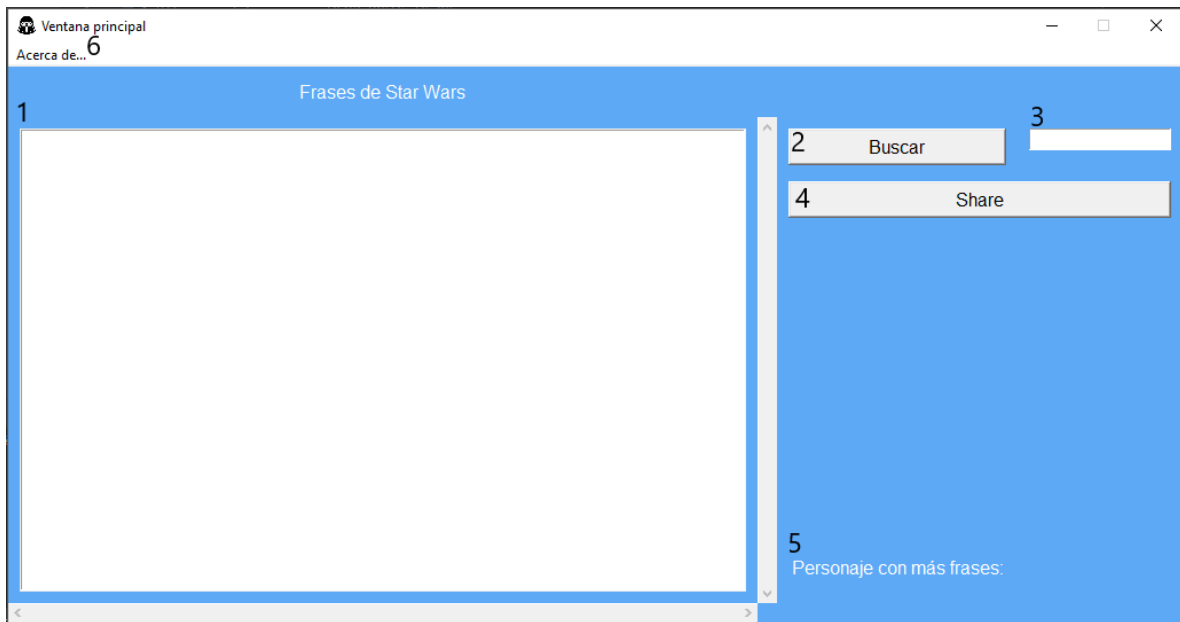 Ventana principal
Acerca de... 6
Frases de Star Wars
1
3
2 Buscar
4 Share
5
Personaje con más frases: